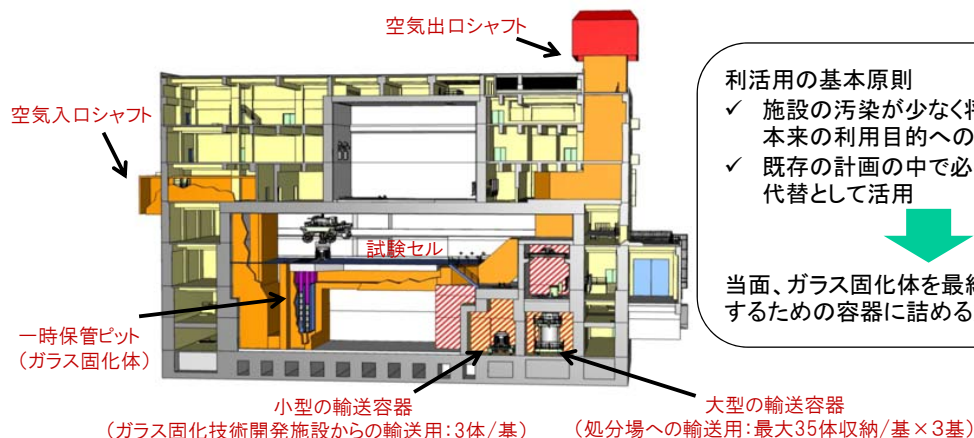 空気出口シャフト
空気入口シャフト
利活用の基本原則
✓ 施設の汚染が少なく
本来の利用目的への
✓ 既存の計画の中で必
代替として活用
試験セル
当面、ガラス固化体を最
するための容器に詰める
一時保管ピット
(ガラス固化体)
小型の輸送容器
(ガラス固化技術開発施設からの輸送用:3体/基)
大型の輸送容器
(処分場への輸送用:最大35体収納/基×3基)